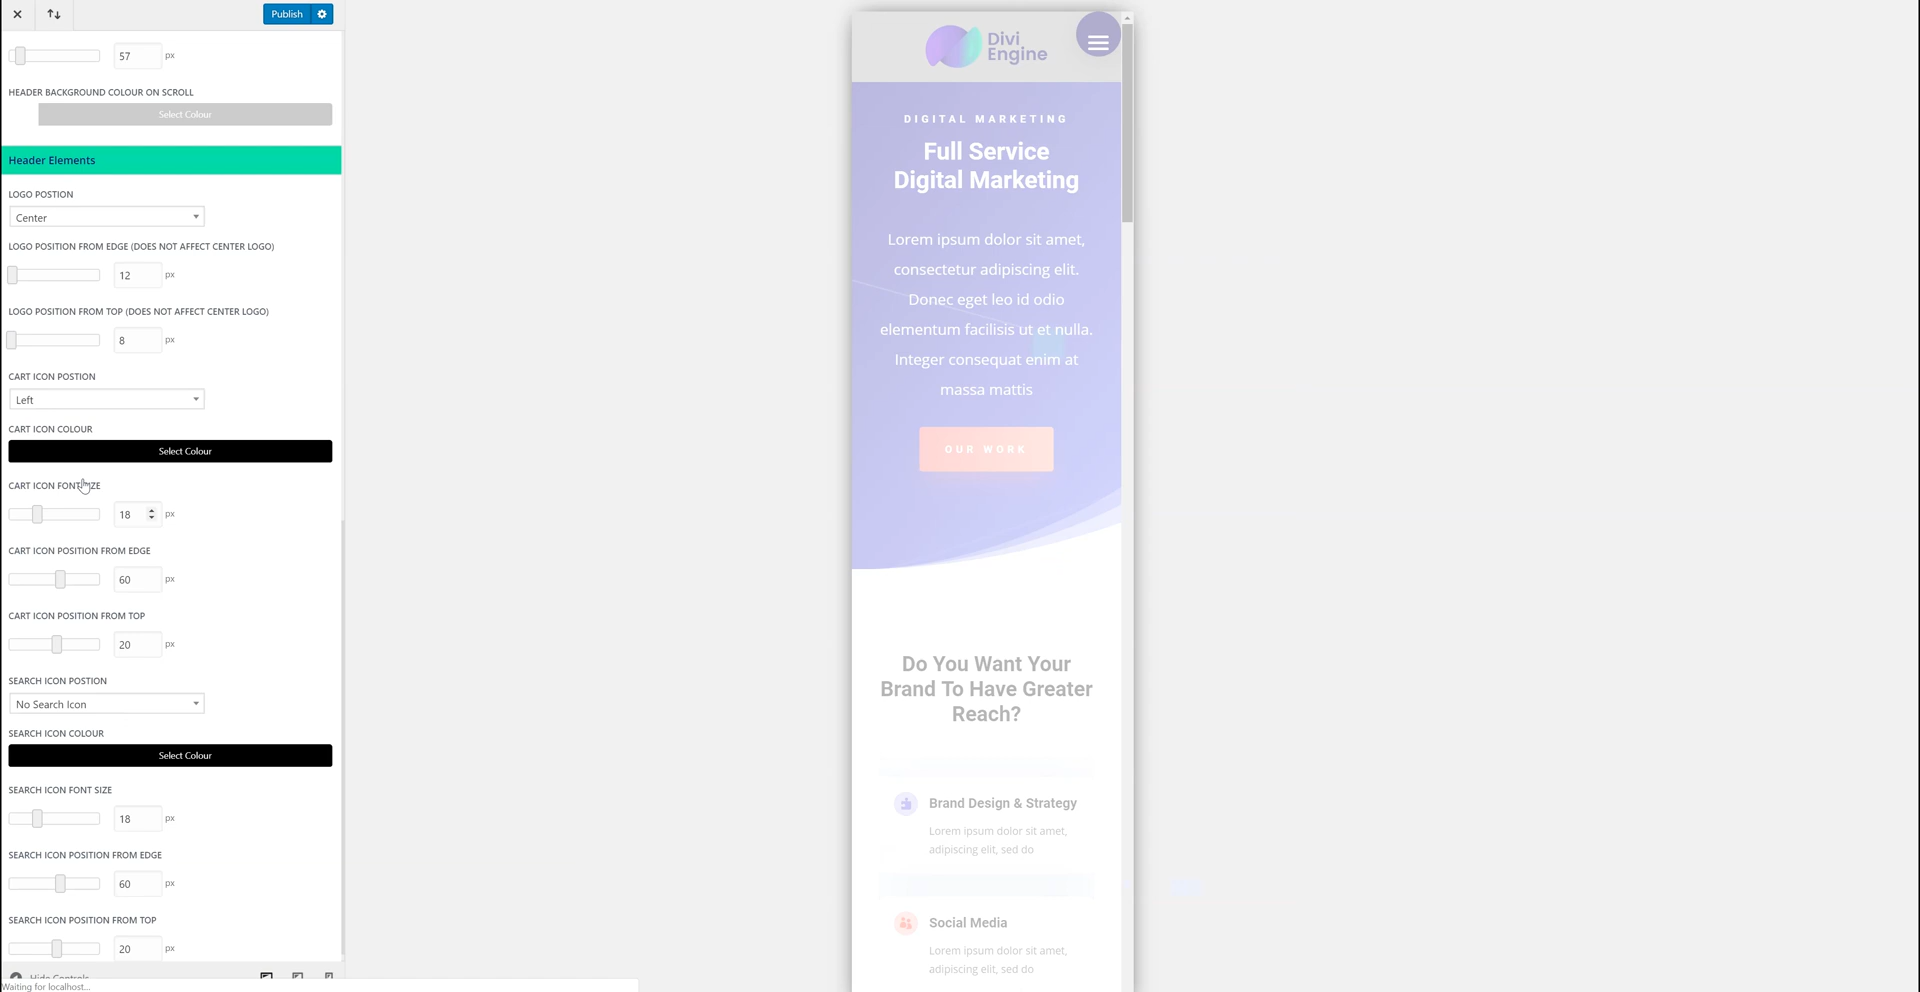 Publish
57 px
HEADER BACKGROUND COLOUR ON SCROLL
Select Colour
Header Elements
LOGO POSTION
Center
LOGO POSITION FROM EDGE (DOES NOT AFFECT CENTER LOGO)
12 px
LOGO POSITION FROM TOP (DOES NOT AFFECT CENTER LOGO)
8 px
CART ICON POSTION
Left
CART ICON COLOUR
Select Colour
CART ICON FONT SIZE
18 px
CART ICON POSITION FROM EDGE
60 px
CART ICON POSITION FROM TOP
20 px
SEARCH ICON POSTION
No Search Icon
SEARCH ICON COLOUR
Select Colour
SEARCH ICON FONT SIZE
18 px
SEARCH ICON POSITION FROM EDGE
60 px
SEARCH ICON POSITION FROM TOP
20 px
Hide Controls
Waiting for localhost...
Divi
Engine
DIGITAL MARKETING
Full Service
Digital Marketing
Lorem ipsum dolor sit amet,
consectetur adipiscing elit.
Donec eget leo id odio
elementum facilisis ut et nulla.
Integer consequat enim at
massa mattis
OUR WORK
Do You Want Your
Brand To Have Greater
Reach?
Brand Design & Strategy
Lorem ipsum dolor sit amet,
adipiscing elit, sed do
Social Media
Lorem ipsum dolor sit amet,
adipiscing elit, sed do